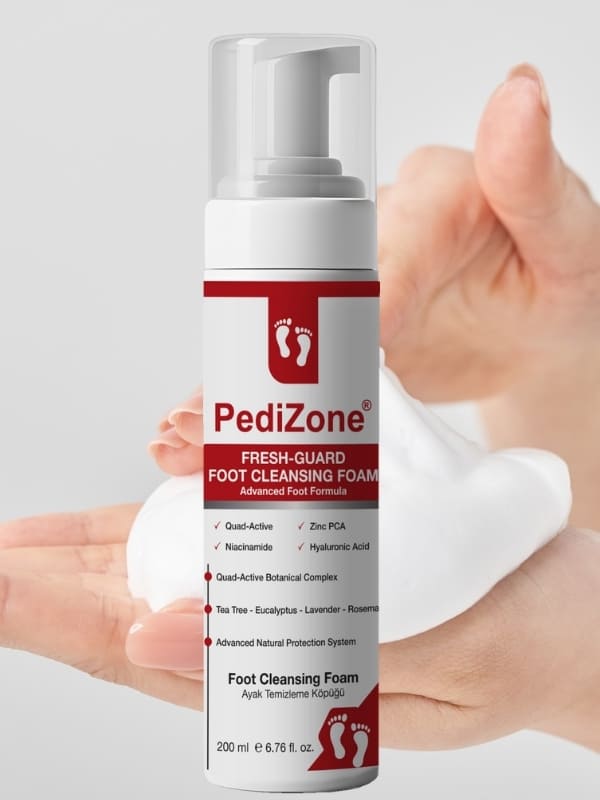 PediZone®
FRESH-GUARD
FOOT CLEANSING FOAM
Advanced Foot Formula
✓ Quad-Active ✓ Zinc PCA
✓ Niacinamide ✓ Hyaluronic Acid
Quad-Active Botanical Complex
Tea Tree - Eucalyptus - Lavender - Rosema
Advanced Natural Protection System
Foot Cleansing Foam
Ayak Temizleme Köpüğü
200 ml ℮ 6.76 fl. oz.